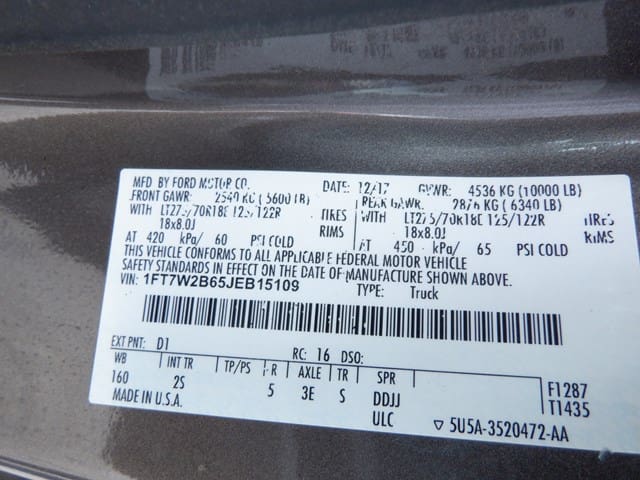 MFD BY FORD MOTOR CO. DATE: 12/17 GVWR: 4536 KG (10000 LB)
FRONT GAWR: 2540 KG (5600 LB) REAR GAWR: 2876 KG (6340 LB)
WITH LT275/70R18E 125/122R TIRES WITH LT275/70R18E 125/122R TIRES
18x8.0J RIMS 18x8.0J RIMS
AT 420 kPa/ 60 PSI COLD AT 450 kPa/ 65 PSI COLD
THIS VEHICLE CONFORMS TO ALL APPLICABLE FEDERAL MOTOR VEHICLE
SAFETY STANDARDS IN EFFECT ON THE DATE OF MANUFACTURE SHOWN ABOVE.
VIN: 1FT7W2B65JEB15109 TYPE: Truck
EXT PNT: D1 RC: 16 DSO:
WB INT TR TP/PS R AXLE TR SPR
160 2S 5 3E S DDJJ F1287
MADE IN U.S.A. ULC T1435
▽ 5U5A-3520472-AA